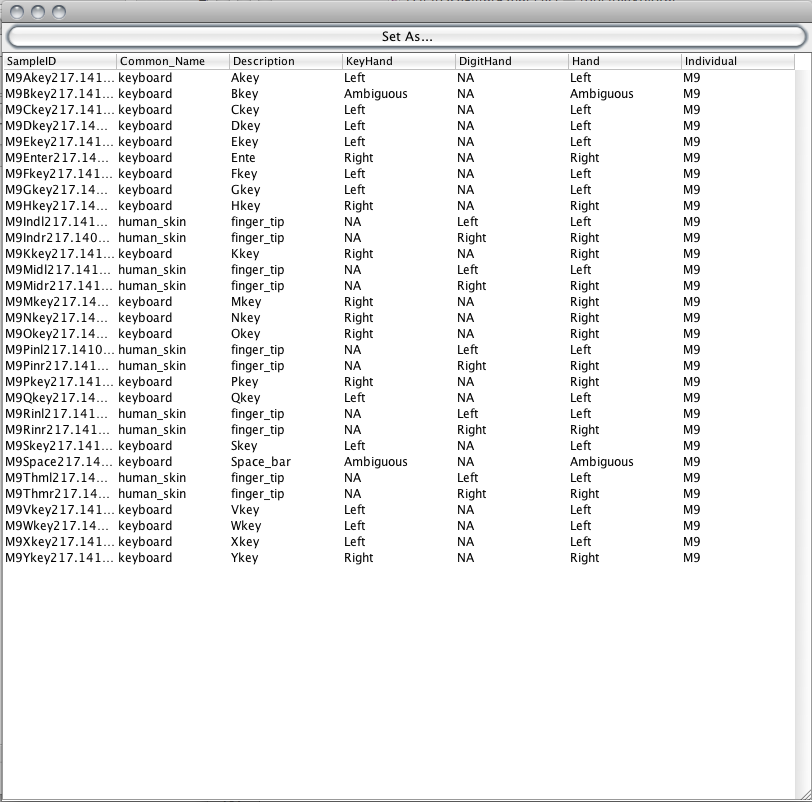 Set As...
SampleID Common_Name Description KeyHand DigitHand Hand Individual
M9Akey217.141... keyboard Akey Left NA Left M9
M9Bkey217.141... keyboard Bkey Ambiguous NA Ambiguous M9
M9Ckey217.141... keyboard Ckey Left NA Left M9
M9Dkey217.14... keyboard Dkey Left NA Left M9
M9Ekey217.141... keyboard Ekey Left NA Left M9
M9Enter217.14... keyboard Ente Right NA Right M9
M9Fkey217.141... keyboard Fkey Left NA Left M9
M9Gkey217.141... keyboard Gkey Left NA Left M9
M9Hkey217.14... keyboard Hkey Right NA Right M9
M9Indl217.141... human_skin finger_tip NA Left Left M9
M9Indr217.140... human_skin finger_tip NA Right Right M9
M9Kkey217.141... keyboard Kkey Right NA Right M9
M9Midl217.141... human_skin finger_tip NA Left Left M9
M9Midr217.141... human_skin finger_tip NA Right Right M9
M9Mkey217.14... keyboard Mkey Right NA Right M9
M9Nkey217.14... keyboard Nkey Right NA Right M9
M9Okey217.14... keyboard Okey Right NA Right M9
M9Pinl217.1410... human_skin finger_tip NA Left Left M9
M9Pinr217.141... human_skin finger_tip NA Right Right M9
M9Pkey217.141... keyboard Pkey Right NA Right M9
M9Qkey217.14... keyboard Qkey Left NA Left M9
M9Rinl217.141... human_skin finger_tip NA Left Left M9
M9Rinr217.141... human_skin finger_tip NA Right Right M9
M9Skey217.141... keyboard Skey Left NA Left M9
M9Space217.14... keyboard Space_bar Ambiguous NA Ambiguous M9
M9Thml217.14... human_skin finger_tip NA Left Left M9
M9Thmr217.14... human_skin finger_tip NA Right Right M9
M9Vkey217.141... keyboard Vkey Left NA Left M9
M9Wkey217.14... keyboard Wkey Left NA Left M9
M9Xkey217.141... keyboard Xkey Left NA Left M9
M9Ykey217.141... keyboard Ykey Right NA Right M9